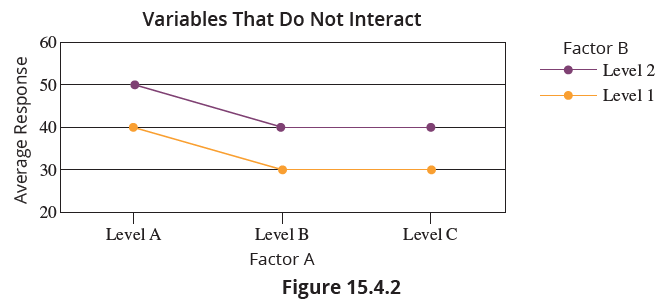 Variables That Do Not Interact
60
50
40
30
20
Average Response
Level A
Level B
Level C
Factor A
Factor B
Level 2
Level 1
Figure 15.4.2